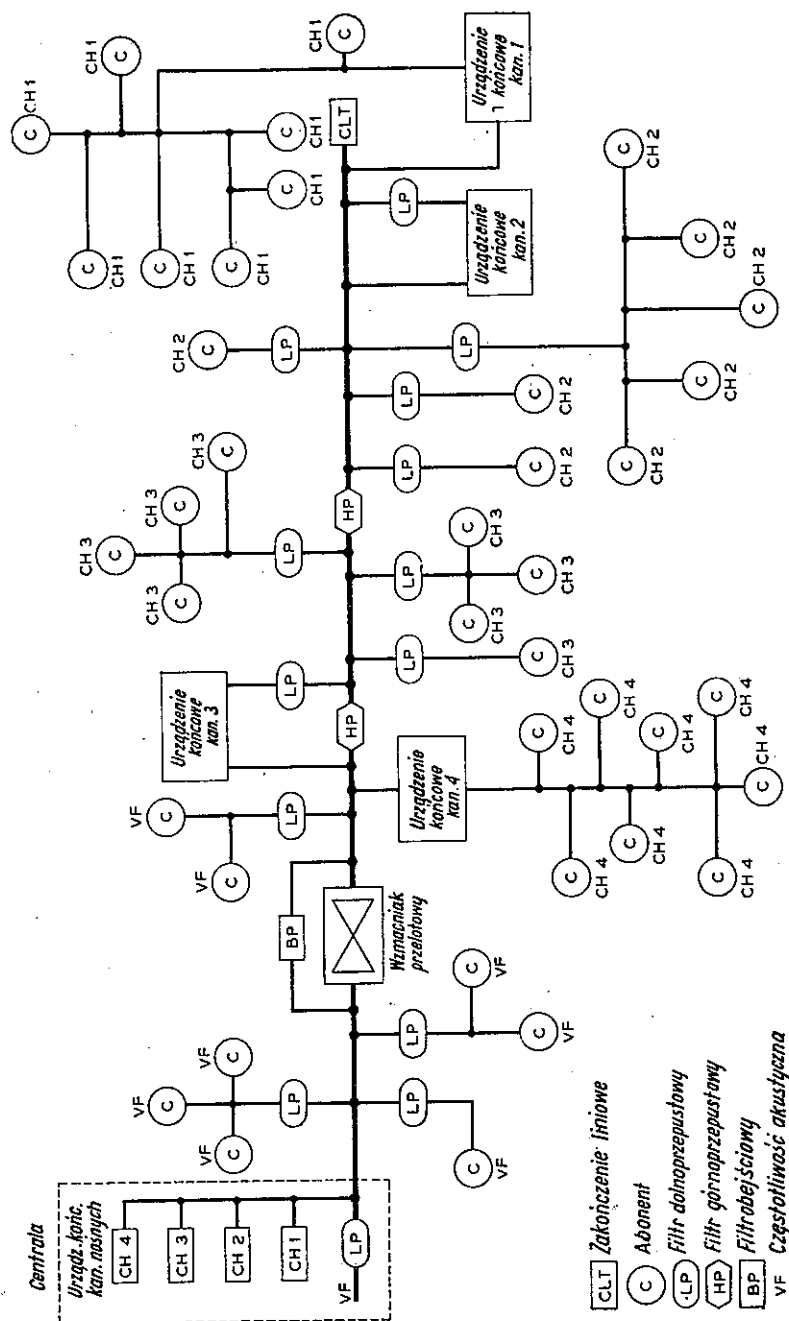 Centrala
Urządz. końc.
kan. nośnych
CH 4
CH 3
CH 2
CH 1
VF
LP
VF
C
VF
C
VF
C
LP
LP
C
VF
LP
C
VF
C
VF
BP
Wzmacniak
przelotowy
VF
C
VF
C
LP
Urządzenie
końcowe
kan. 4
C
CH 4
C
CH 4
C
CH 4
C
CH 4
C
CH 4
C
CH 4
C
CH 4
C
CH 4
Urządzenie
końcowe
kan. 3
LP
HP
LP
C
CH 3
LP
C
CH 3
C
CH 3
C
CH 3
CH 3
C
CH 3
C
CH 3
C
CH 3
C
LP
HP
LP
C
CH 2
LP
C
CH 2
CH 2
C
LP
LP
C
CH 2
C
CH 2
C
CH 2
C
CH 2
C
CH 2
Urządzenie
końcowe
kan. 2
LP
CLT
Urządzenie
końcowe
kan. 1
CH 1
C
CH 1
C
CH 1
C
CH 1
C
CH 1
C
CH 1
C
CH 1
C
CH 1
C
CLT Zakończenie liniowe
C Abonent
LP Filtr dolnoprzepustowy
HP Filtr górnoprzepustowy
BP Filtr obejściowy
VF Częstotliwość akustyczna